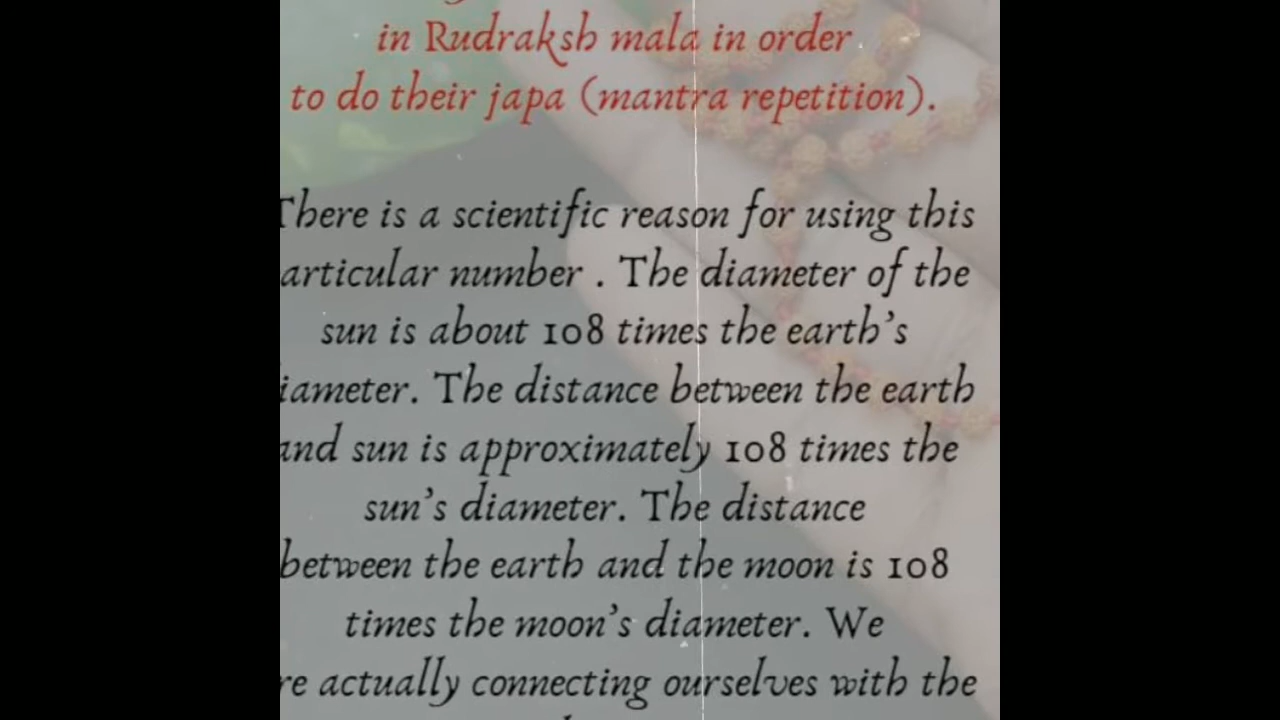 in Rudraksh mala in order
to do their japa (mantra repetition).
There is a scientific reason for using this
articular number . The diameter of the
sun is about 108 times the earth's
iameter. The distance between the earth
and sun is approximately 108 times the
sun's diameter. The distance
between the earth and the moon is 108
times the moon's diameter. We
re actually connecting ourselves with the